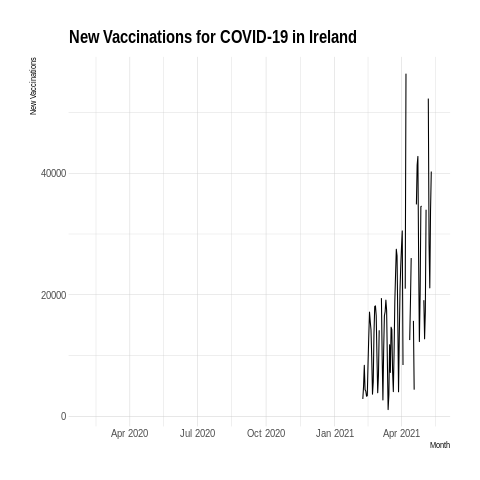 New Vaccinations for COVID-19 in Ireland
New Vaccinations
40000
20000
0
Apr 2020 Jul 2020 Oct 2020 Jan 2021 Apr 2021
Month